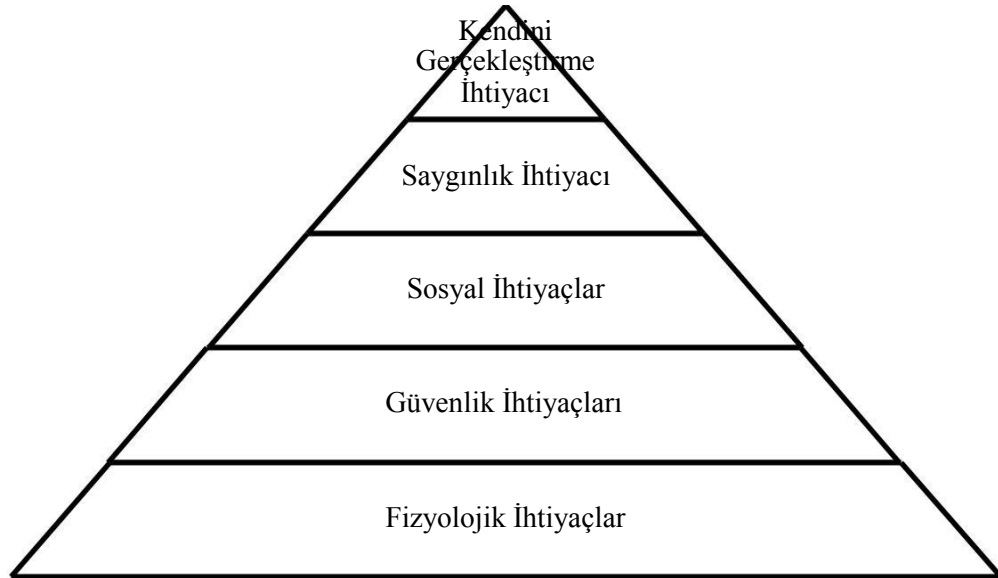 Kendini
Gerçekleştirme
İhtiyacı
Saygınlık İhtiyacı
Sosyal İhtiyaçlar
Güvenlik İhtiyaçları
Fizyolojik İhtiyaçlar